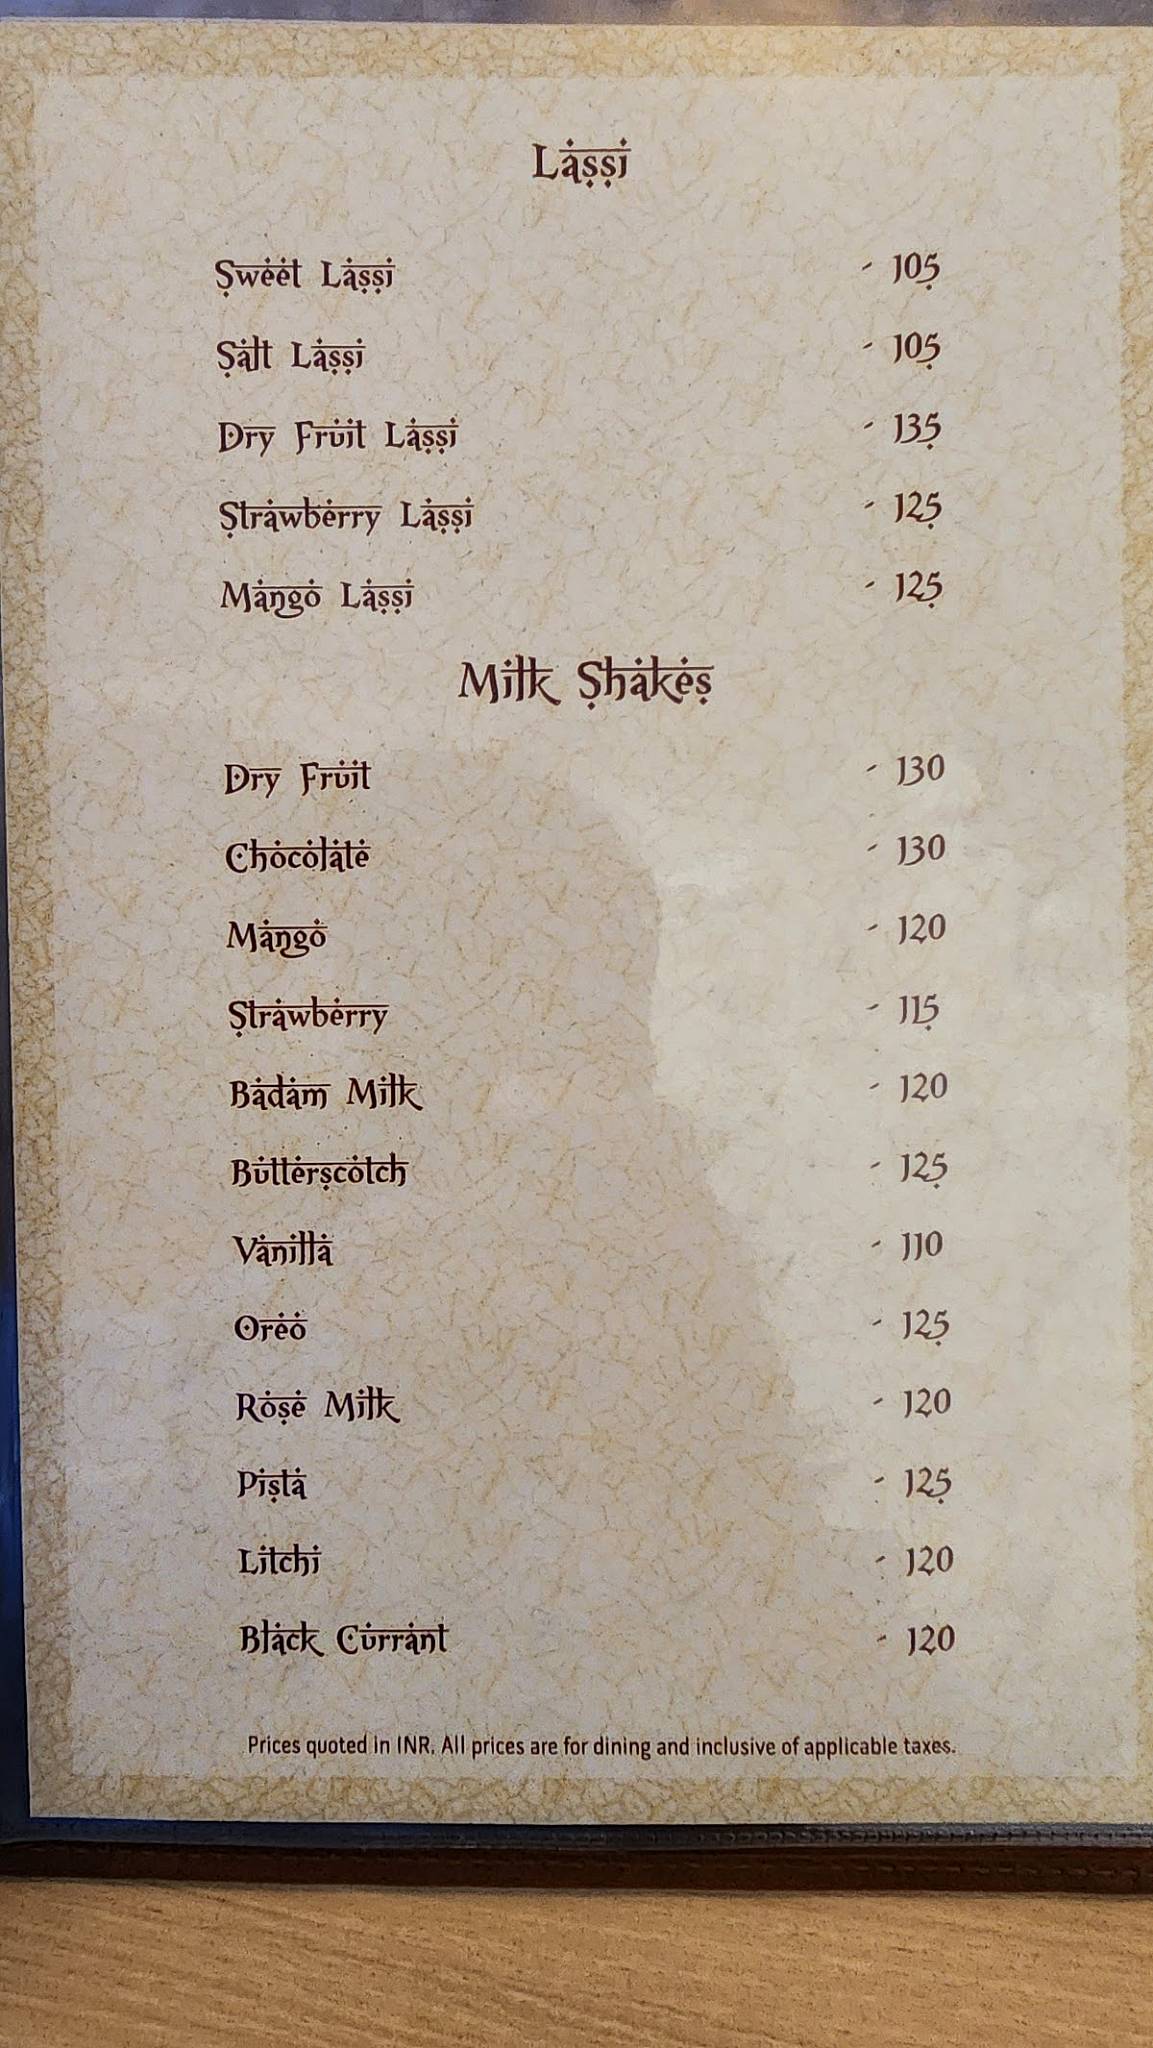 Lassi
Sweet Lassi - 105
Salt Lassi - 105
Dry Fruit Lassi - 135
Strawberry Lassi - 125
Mango Lassi - 125
Milk Shakes
Dry Fruit - 130
Chocolate - 130
Mango - 120
Strawberry - 115
Badam Milk - 120
Butterscotch - 125
Vanilla - 110
Oreo - 125
Rose Milk - 120
Pista - 125
Litchi - 120
Black Currant - 120
Prices quoted in INR. All prices are for dining and inclusive of applicable taxes.